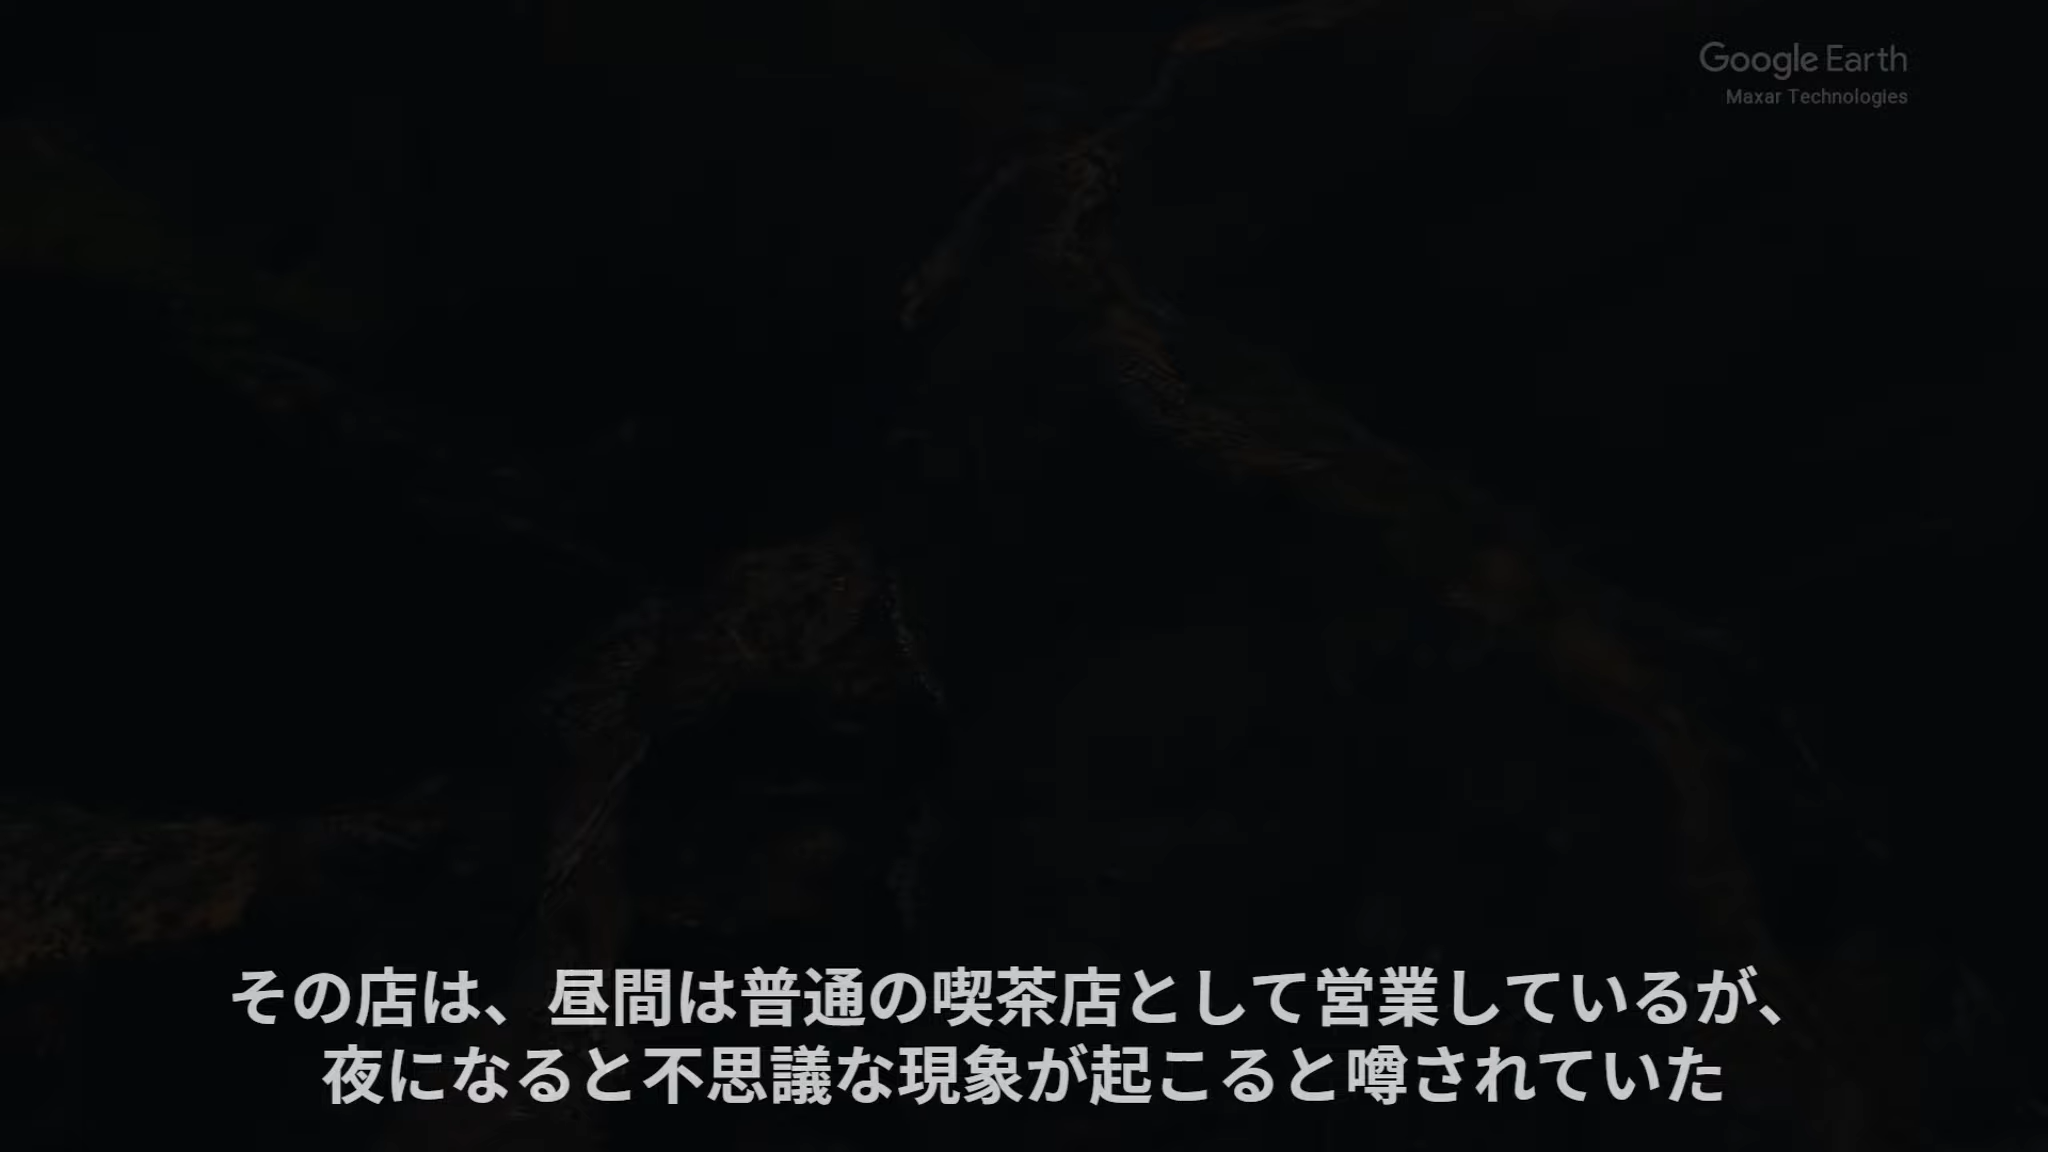 Google Earth
Maxar Technologies
その店は、昼間は普通の喫茶店として営業しているが、
夜になると不思議な現象が起こると噂されていた